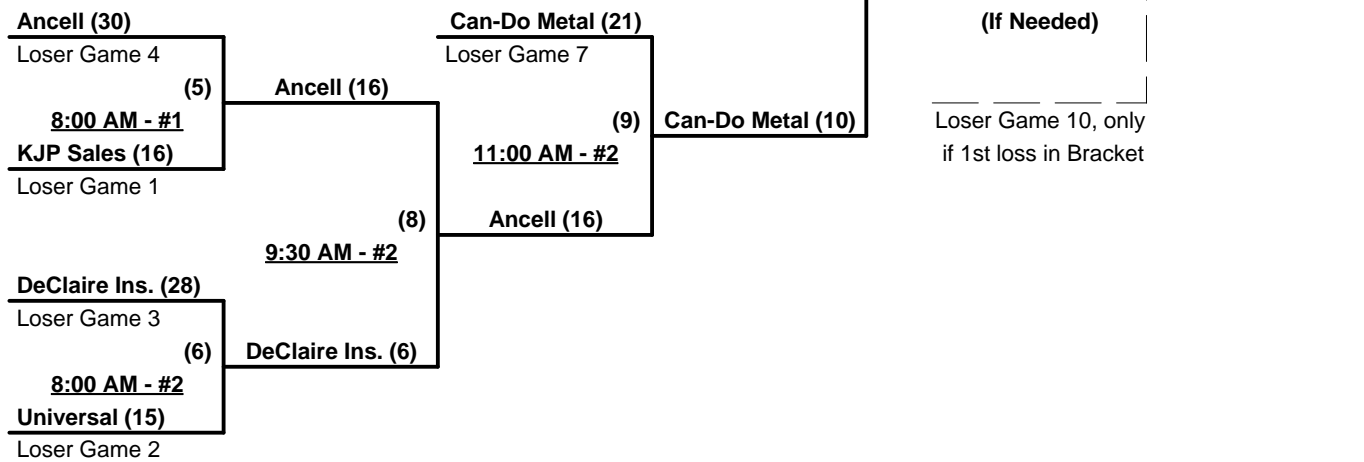 Ancell (30)
Can-Do Metal (21)
(If Needed)
Loser Game 4
Loser Game 7
(5)
Ancell (16)
8:00 AM - #1
(9)
Can-Do Metal (10)
Loser Game 10, only
KJP Sales (16)
11:00 AM - #2
if 1st loss in Bracket
Loser Game 1
(8)
Ancell (16)
9:30 AM - #2
DeClaire Ins. (28)
Loser Game 3
(6)
DeClaire Ins. (6)
8:00 AM - #2
Universal (15)
Loser Game 2